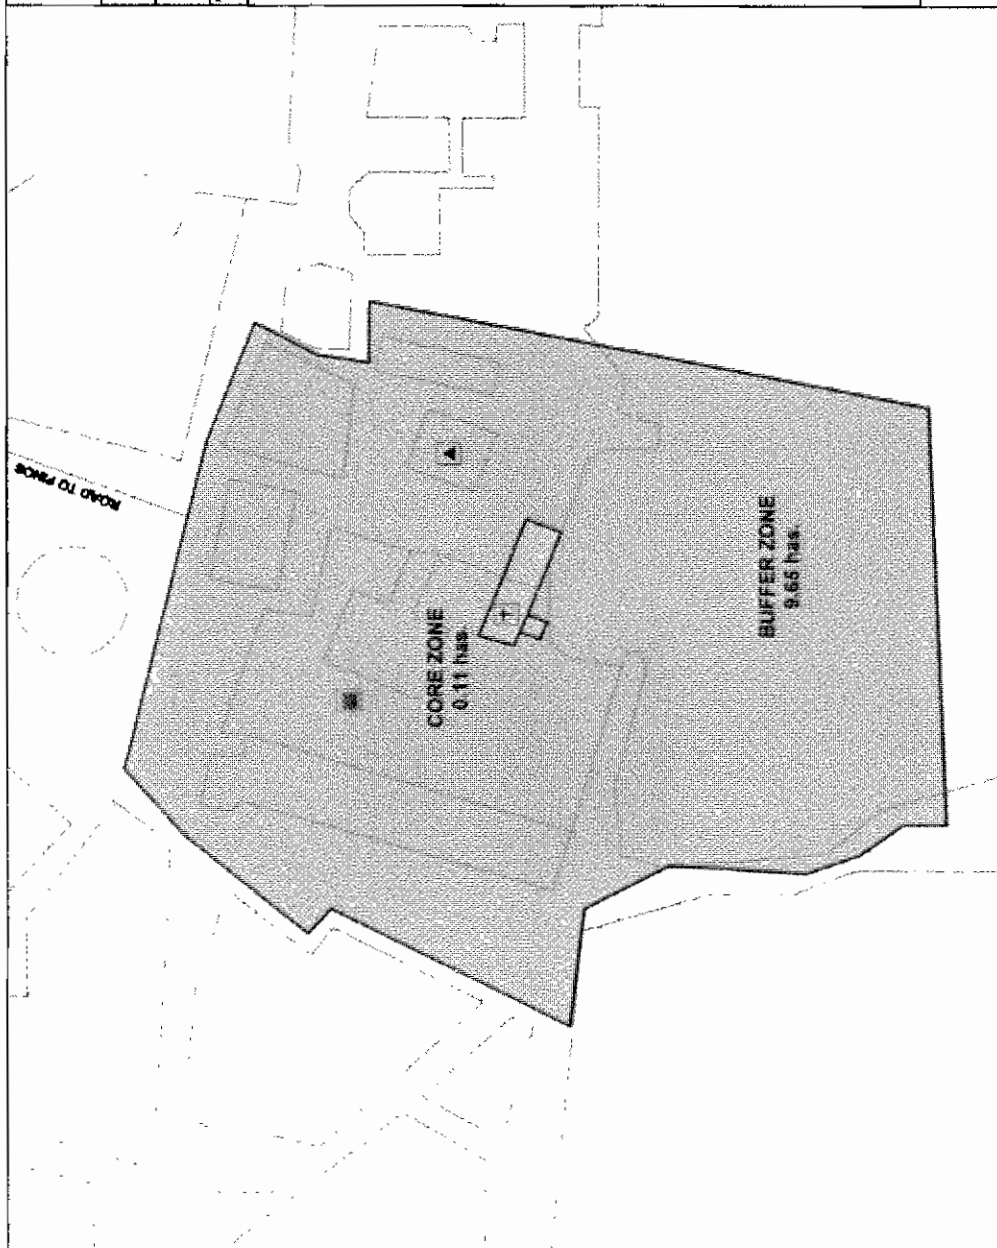 ROAD TO PINOS
CORE ZONE
0.11 has.
BUFFER ZONE
9.65 has.